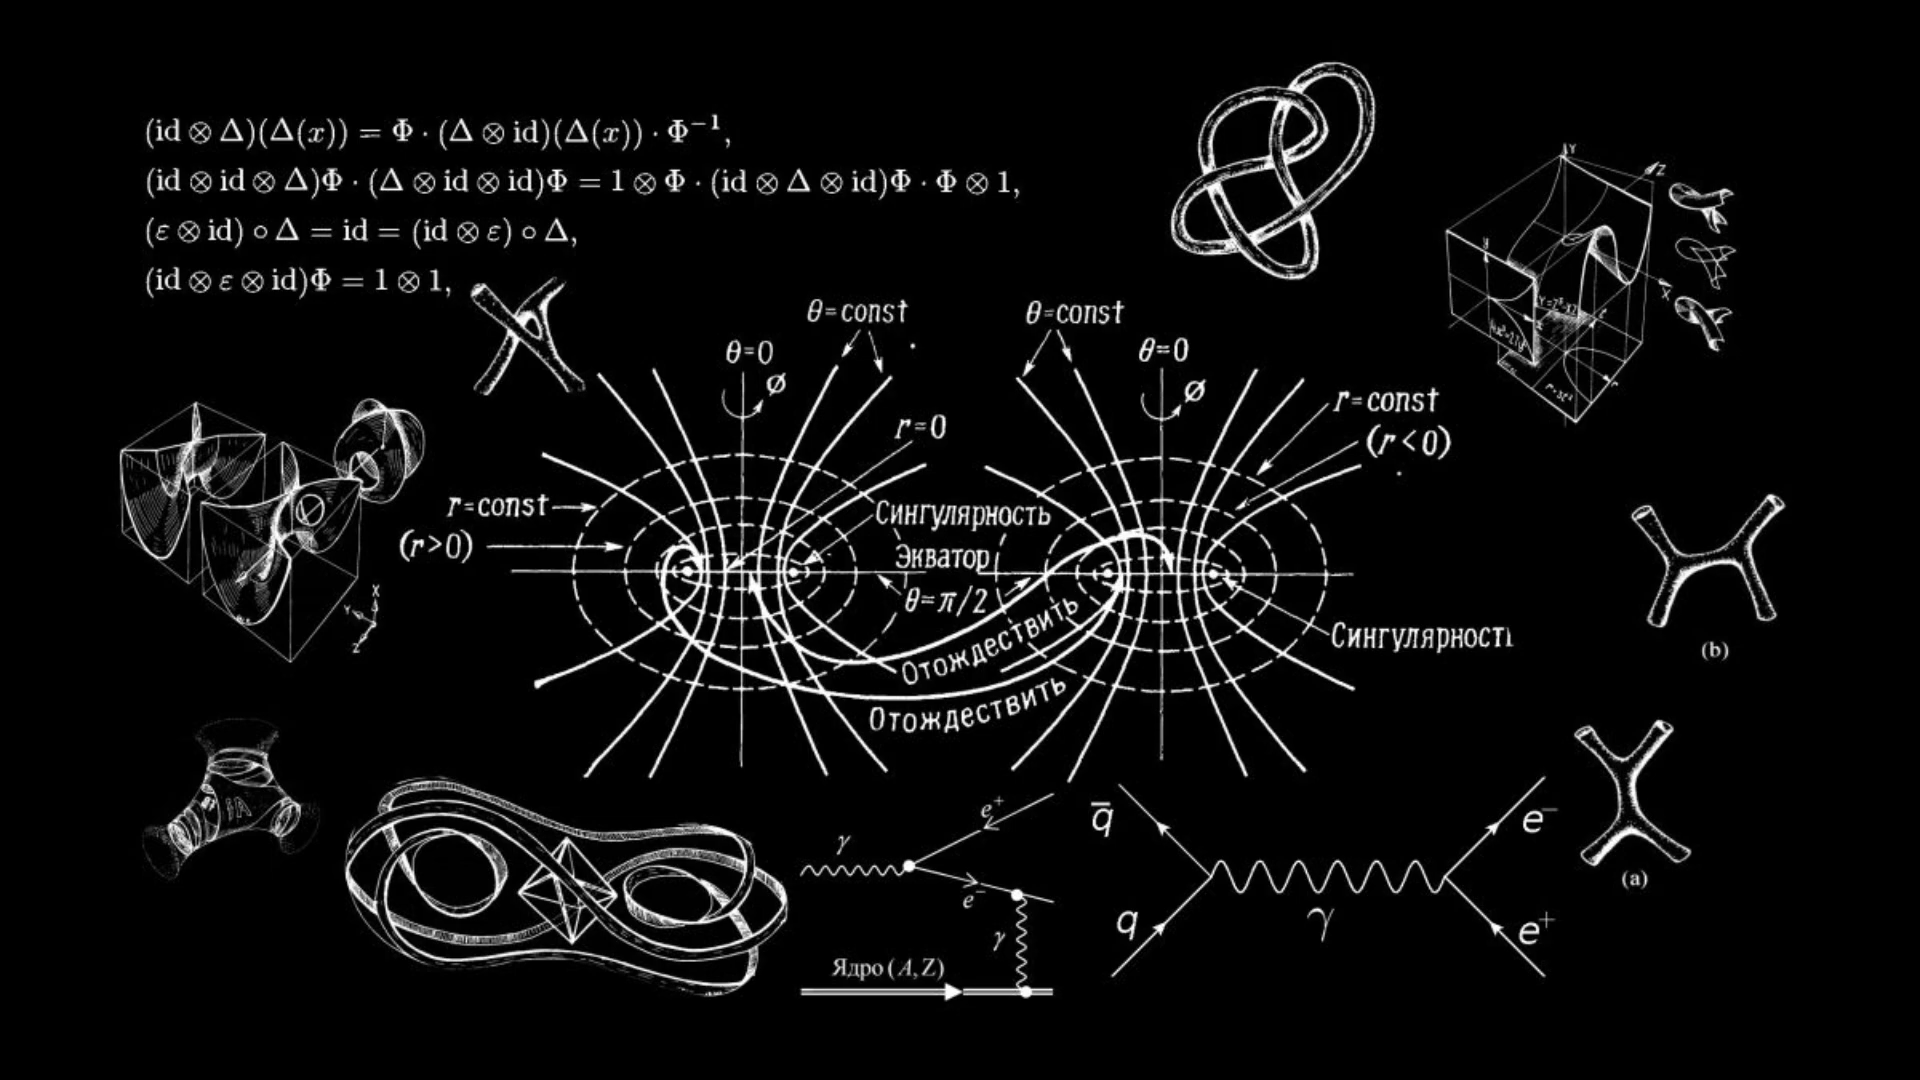 (id ⊗ Δ)(Δ(x)) = Φ · (Δ ⊗ id)(Δ(x)) · Φ⁻¹,
(id ⊗ id ⊗ Δ)Φ · (Δ ⊗ id ⊗ id)Φ = 1 ⊗ Φ · (id ⊗ Δ ⊗ id)Φ · Φ ⊗ 1,
(ε ⊗ id) ∘ Δ = id = (id ⊗ ε) ∘ Δ,
(id ⊗ ε ⊗ id)Φ = 1 ⊗ 1,
Y
Z
X
θ=const
θ=const
θ=0
θ=0
ø
ø
r=const
(r<0)
r=0
r=const
(r>0)
Сингулярность
Экватор
θ=π/2
Отождествить
Отождествить
Сингулярност
X
Y
Z
(b)
(a)
γ
e⁺
e⁻
γ
Ядро (A, Z)
q̅
q
γ
e⁻
e⁺